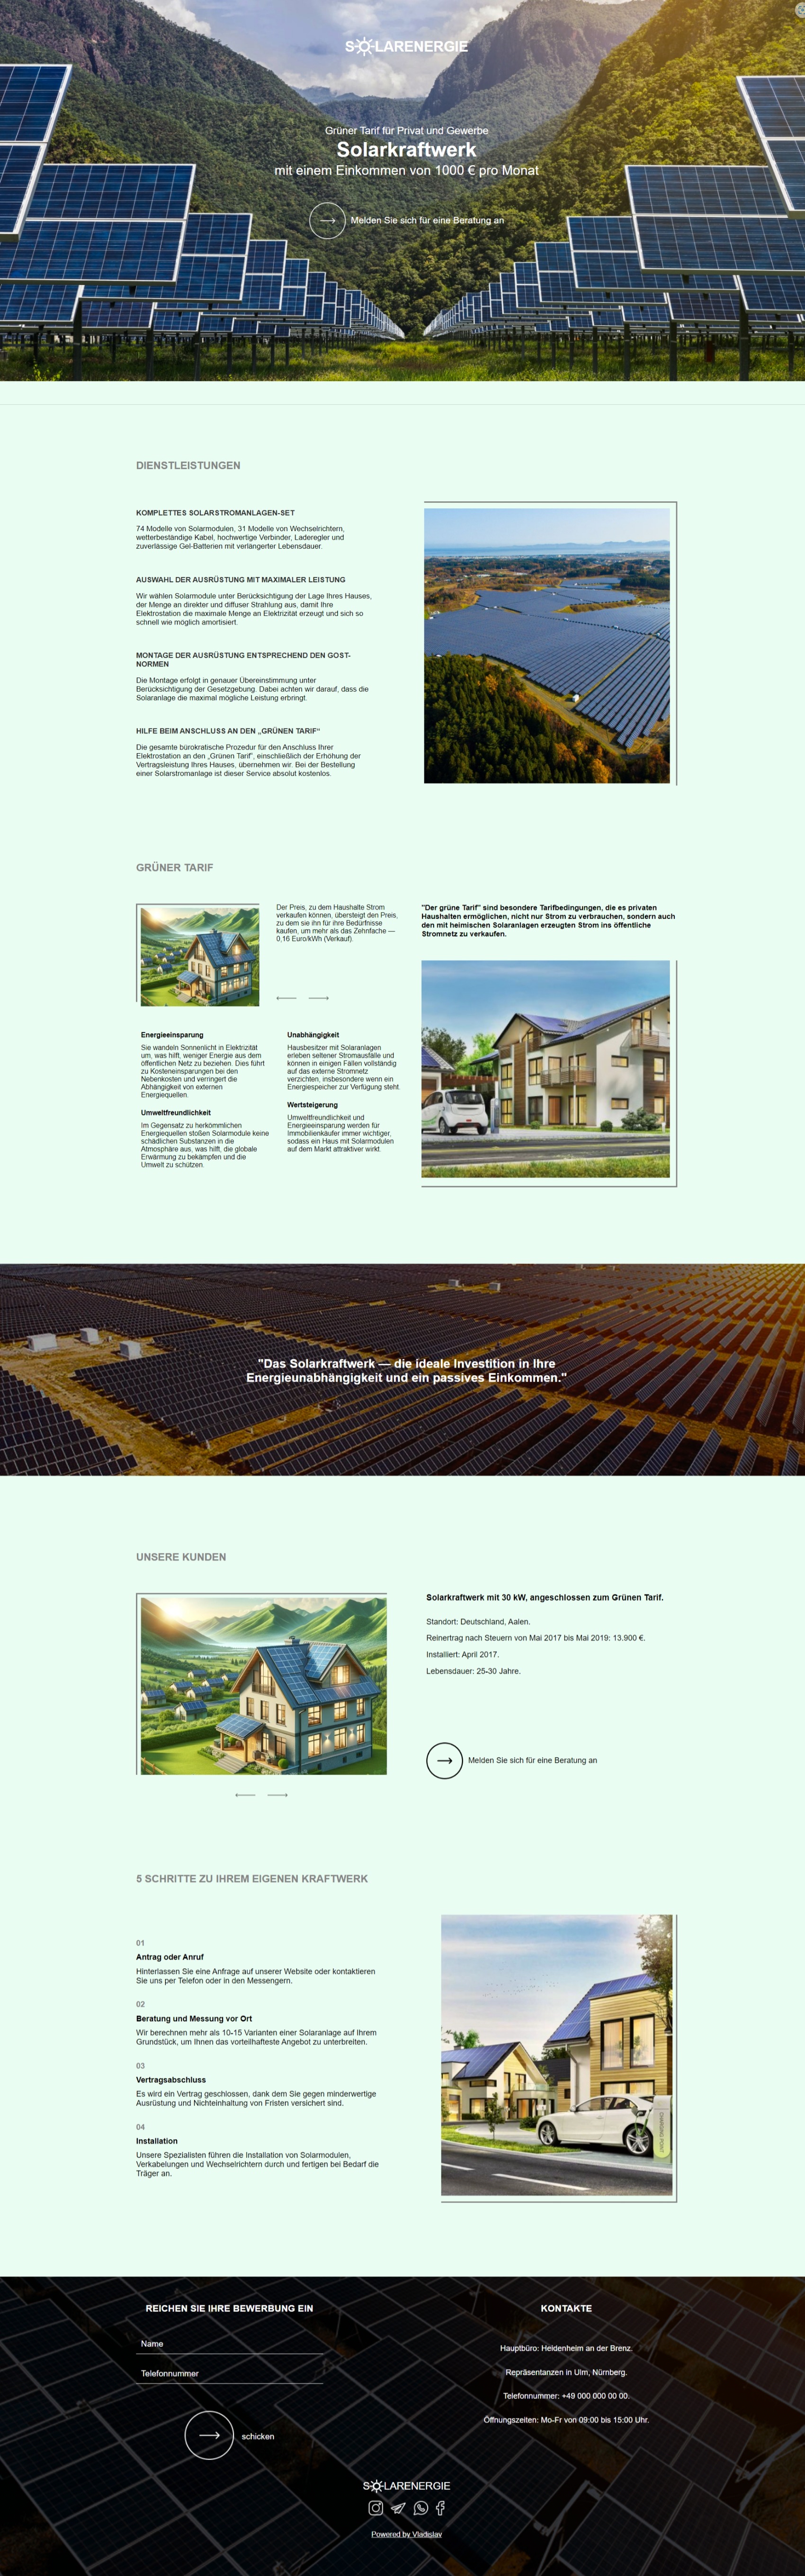 SOLARENERGIE
Grüner Tarif für Privat und Gewerbe
Solarkraftwerk
mit einem Einkommen von 1000 € pro Monat
Melden Sie sich für eine Beratung an
DIENSTLEISTUNGEN
KOMPLETTES SOLARSTROMANLAGEN-SET
74 Modelle von Solarmodulen, 31 Modelle von Wechselrichtern,
wetterbeständige Kabel, hochwertige Verbinder, Laderegler und
zuverlässige Gel-Batterien mit verlängerter Lebensdauer.
AUSWAHL DER AUSRÜSTUNG MIT MAXIMALER LEISTUNG
Wir wählen Solarmodule unter Berücksichtigung der Lage Ihres Hauses,
der Menge an direkter und diffuser Strahlung aus, damit Ihre
Elektrostation die maximale Menge an Elektrizität erzeugt und sich so
schnell wie möglich amortisiert.
MONTAGE DER AUSRÜSTUNG ENTSPRECHEND DEN GOST-
NORMEN
Die Montage erfolgt in genauer Übereinstimmung unter
Berücksichtigung der Gesetzgebung. Dabei achten wir darauf, dass die
Solaranlage die maximal mögliche Leistung erbringt.
HILFE BEIM ANSCHLUSS AN DEN „GRÜNEN TARIF“
Die gesamte bürokratische Prozedur für den Anschluss Ihrer
Elektrostation an den „Grünen Tarif“, einschließlich der Erhöhung der
Vertragsleistung Ihres Hauses, übernehmen wir. Bei der Bestellung
einer Solarstromanlage ist dieser Service absolut kostenlos.
GRÜNER TARIF
Der Preis, zu dem Haushalte Strom
verkaufen können, übersteigt den Preis,
zu dem sie ihn für ihre Bedürfnisse
kaufen, um mehr als das Zehnfache —
0,16 Euro/kWh (Verkauf).
"Der grüne Tarif" sind besondere Tarifbedingungen, die es privaten
Haushalten ermöglichen, nicht nur Strom zu verbrauchen, sondern auch
den mit heimischen Solaranlagen erzeugten Strom ins öffentliche
Stromnetz zu verkaufen.
Energieeinsparung
Sie wandeln Sonnenlicht in Elektrizität
um, was hilft, weniger Energie aus dem
öffentlichen Netz zu beziehen. Dies führt
zu Kosteneinsparungen bei den
Nebenkosten und verringert die
Abhängigkeit von externen
Energiequellen.
Umweltfreundlichkeit
Im Gegensatz zu herkömmlichen
Energiequellen stoßen Solarmodule keine
schädlichen Substanzen in die
Atmosphäre aus, was hilft, die globale
Erwärmung zu bekämpfen und die
Umwelt zu schützen.
Unabhängigkeit
Hausbesitzer mit Solaranlagen
erleben seltener Stromausfälle und
können in einigen Fällen vollständig
auf das externe Stromnetz
verzichten, insbesondere wenn ein
Energiespeicher zur Verfügung steht.
Wertsteigerung
Umweltfreundlichkeit und
Energieeinsparung werden für
Immobilienkäufer immer wichtiger,
sodass ein Haus mit Solarmodulen
auf dem Markt attraktiver wirkt.
"Das Solarkraftwerk — die ideale Investition in Ihre
Energieunabhängigkeit und ein passives Einkommen."
UNSERE KUNDEN
Solarkraftwerk mit 30 kW, angeschlossen zum Grünen Tarif.
Standort: Deutschland, Aalen.
Reinertrag nach Steuern von Mai 2017 bis Mai 2019: 13.900 €.
Installiert: April 2017.
Lebensdauer: 25-30 Jahre.
Melden Sie sich für eine Beratung an
5 SCHRITTE ZU IHREM EIGENEN KRAFTWERK
01
Antrag oder Anruf
Hinterlassen Sie eine Anfrage auf unserer Website oder kontaktieren
Sie uns per Telefon oder in den Messengern.
02
Beratung und Messung vor Ort
Wir berechnen mehr als 10-15 Varianten einer Solaranlage auf Ihrem
Grundstück, um Ihnen das vorteilhafteste Angebot zu unterbreiten.
03
Vertragsabschluss
Es wird ein Vertrag geschlossen, dank dem Sie gegen minderwertige
Ausrüstung und Nichteinhaltung von Fristen versichert sind.
04
Installation
Unsere Spezialisten führen die Installation von Solarmodulen,
Verkabelungen und Wechselrichtern durch und fertigen bei Bedarf die
Träger an.
REICHEN SIE IHRE BEWERBUNG EIN
Name
Telefonnummer
schicken
KONTAKTE
Hauptbüro: Heidenheim an der Brenz.
Repräsentanzen in Ulm, Nürnberg.
Telefonnummer: +49 000 000 00 00.
Öffnungszeiten: Mo-Fr von 09:00 bis 15:00 Uhr.
SOLARENERGIE
Powered by Vladislav